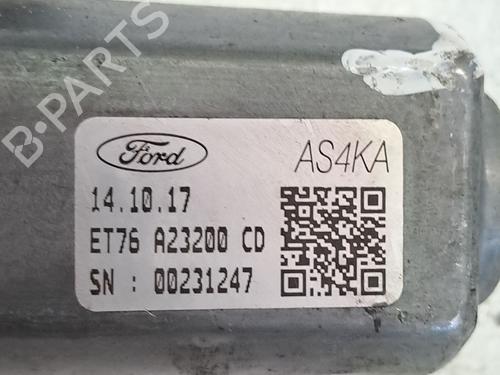 B-PARTS
Ford
AS4KA
14.10.17
ET76 A23200 CD
SN : 00231247